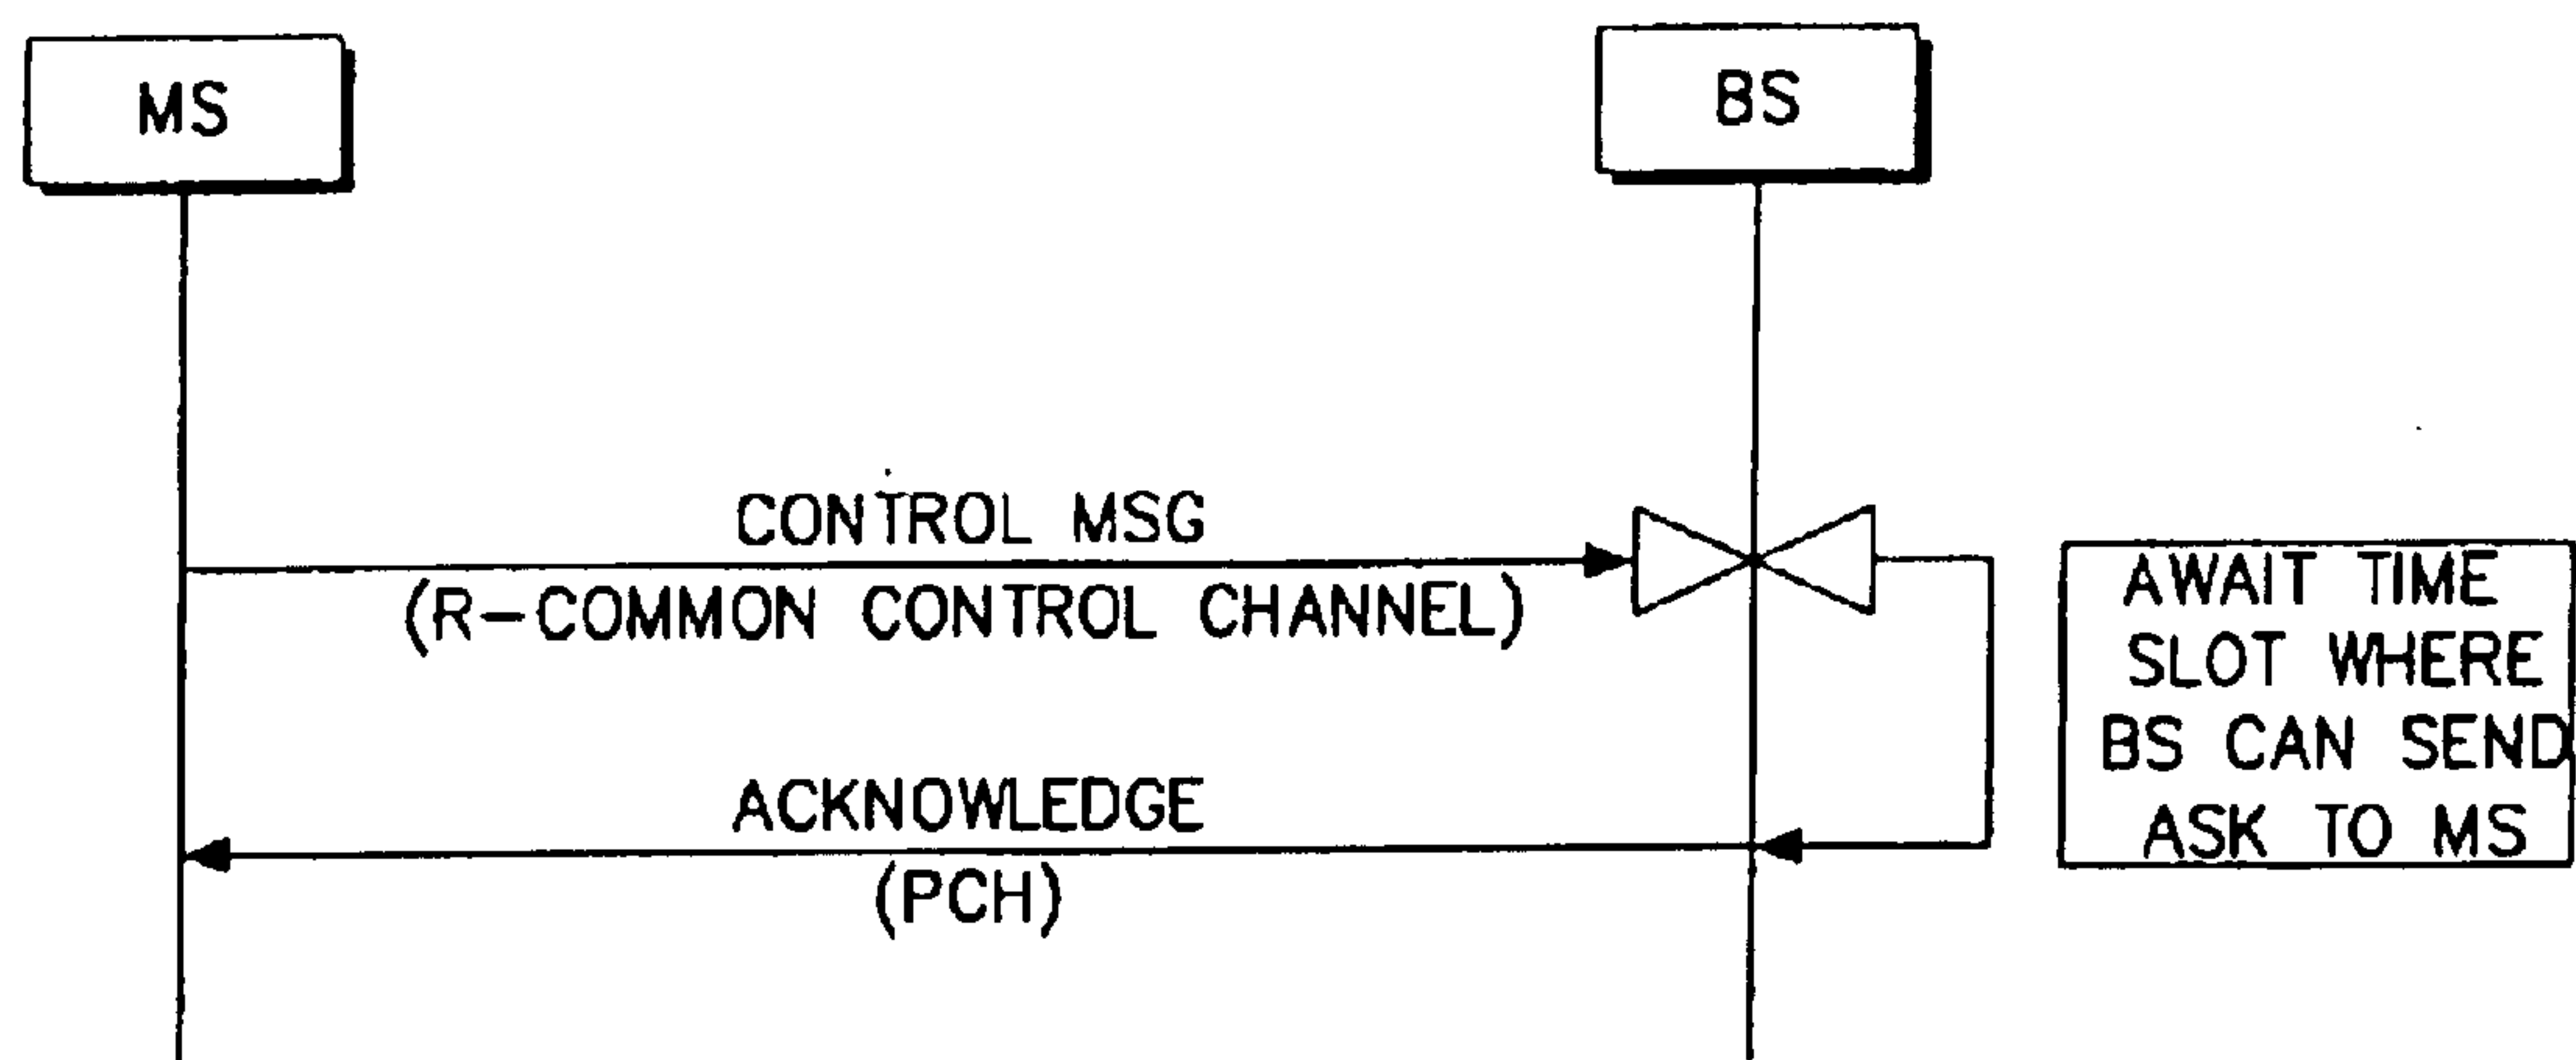 MS
BS
CONTROL MSG
(R-COMMON CONTROL CHANNEL)
AWAIT TIME
SLOT WHERE
BS CAN SEND
ASK TO MS
ACKNOWLEDGE
(PCH)